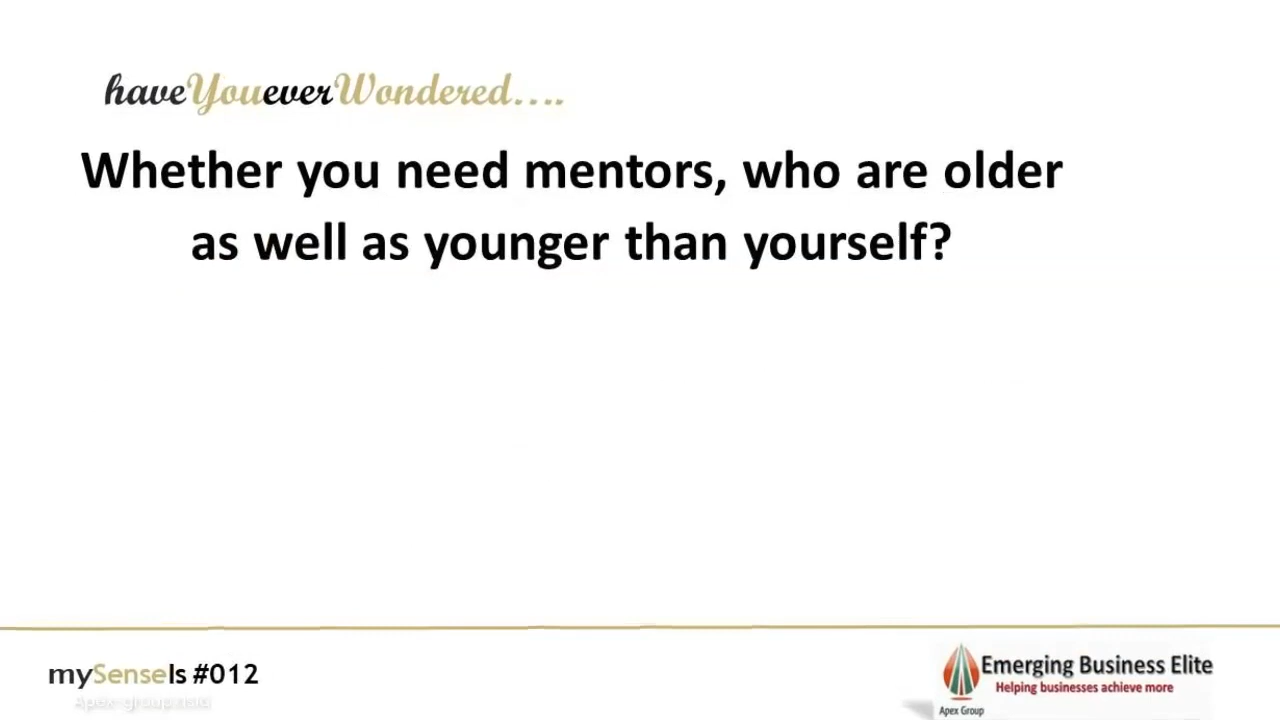 haveYoueverWondered....
Whether you need mentors, who are older
as well as younger than yourself?
mySenseIs #012
Emerging Business Elite
Helping businesses achieve more
Apex Group